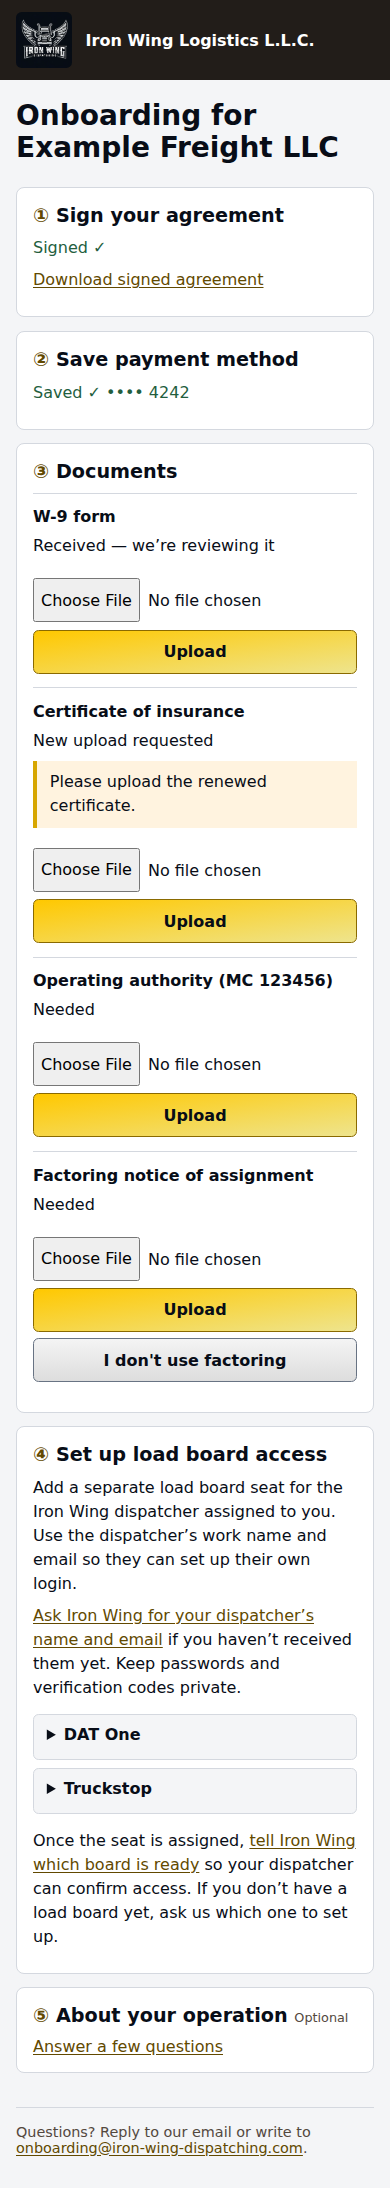 IRON WING
DISPATCHING
Iron Wing Logistics L.L.C.
Onboarding for
Example Freight LLC
① Sign your agreement
Signed ✓
Download signed agreement
② Save payment method
Saved ✓ •••• 4242
③ Documents
W-9 form
Received — we’re reviewing it
Choose File No file chosen
Upload
Certificate of insurance
New upload requested
Please upload the renewed
certificate.
Choose File No file chosen
Upload
Operating authority (MC 123456)
Needed
Choose File No file chosen
Upload
Factoring notice of assignment
Needed
Choose File No file chosen
Upload
I don't use factoring
④ Set up load board access
Add a separate load board seat for the
Iron Wing dispatcher assigned to you.
Use the dispatcher’s work name and
email so they can set up their own
login.
Ask Iron Wing for your dispatcher’s
name and email if you haven’t received
them yet. Keep passwords and
verification codes private.
▶ DAT One
▶ Truckstop
Once the seat is assigned, tell Iron Wing
which board is ready so your dispatcher
can confirm access. If you don’t have a
load board yet, ask us which one to set
up.
⑤ About your operation Optional
Answer a few questions
Questions? Reply to our email or write to
onboarding@iron-wing-dispatching.com.